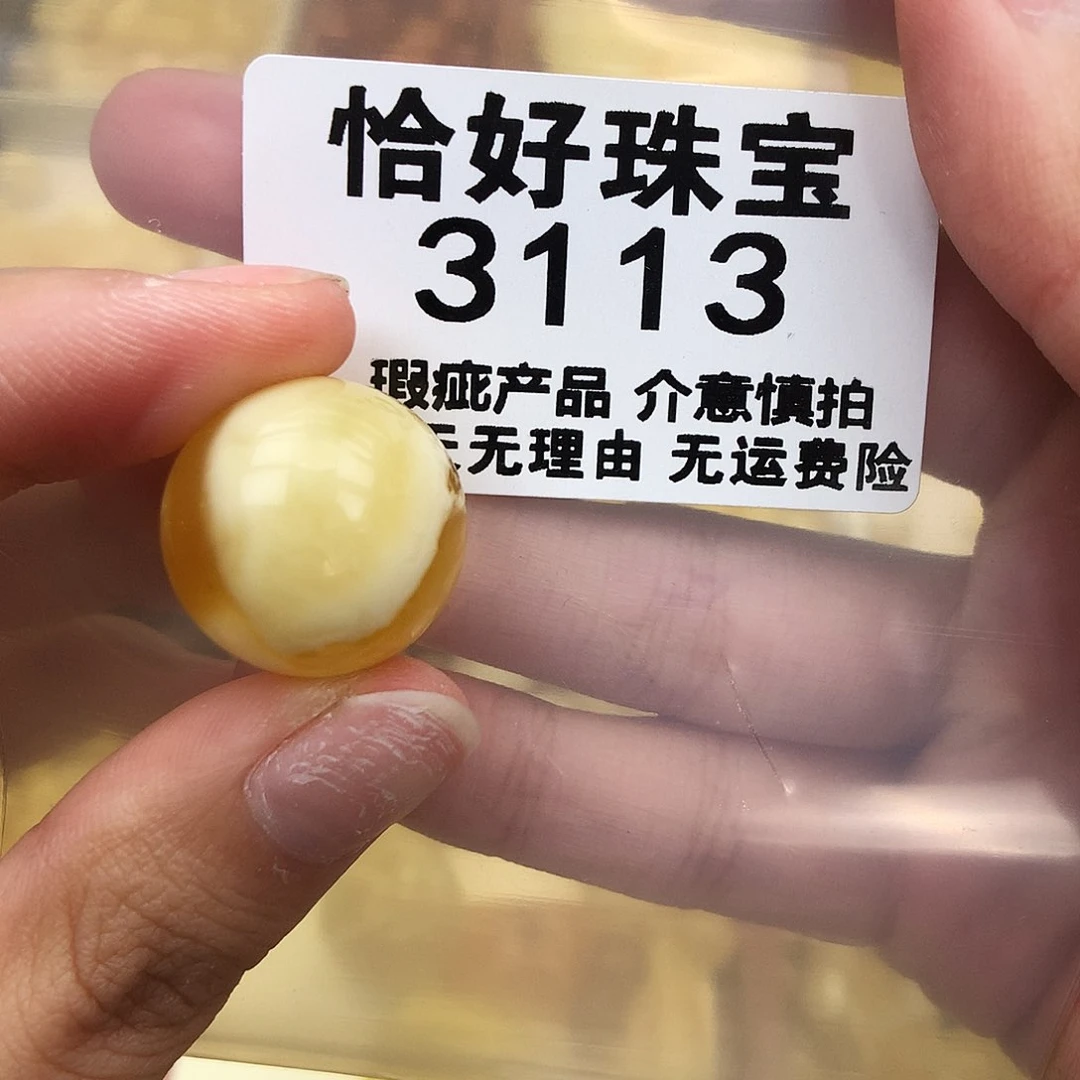 恰好珠宝
3113
瑕疵产品 介意慎拍
天无理由 无运费险